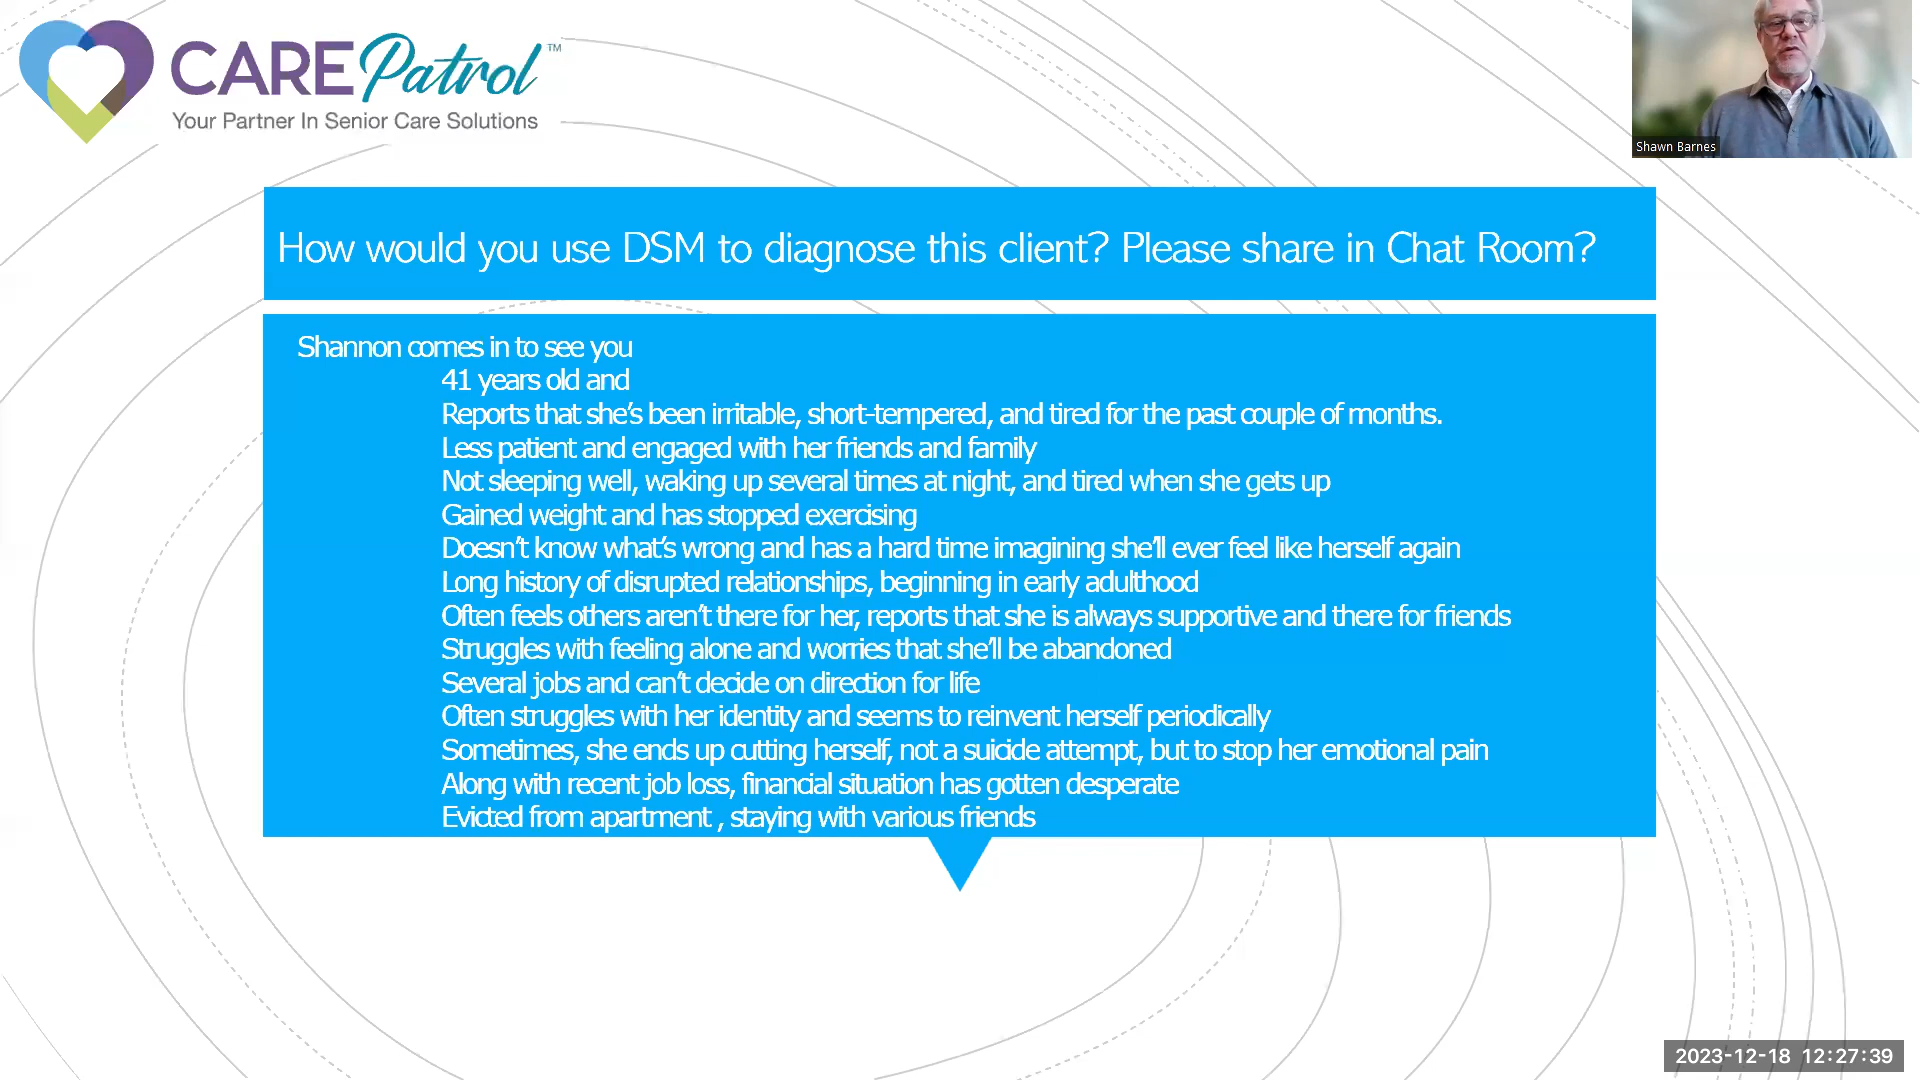 CAREPatrol™
Your Partner In Senior Care Solutions
Shawn Barnes
How would you use DSM to diagnose this client? Please share in Chat Room?
Shannon comes in to see you
41 years old and
Reports that she's been irritable, short-tempered, and tired for the past couple of months.
Less patient and engaged with her friends and family
Not sleeping well, waking up several times at night, and tired when she gets up
Gained weight and has stopped exercising
Doesn't know what's wrong and has a hard time imagining she'll ever feel like herself again
Long history of disrupted relationships, beginning in early adulthood
Often feels others aren't there for her, reports that she is always supportive and there for friends
Struggles with feeling alone and worries that she'll be abandoned
Several jobs and can't decide on direction for life
Often struggles with her identity and seems to reinvent herself periodically
Sometimes, she ends up cutting herself, not a suicide attempt, but to stop her emotional pain
Along with recent job loss, financial situation has gotten desperate
Evicted from apartment , staying with various friends
2023-12-18 12:27:39